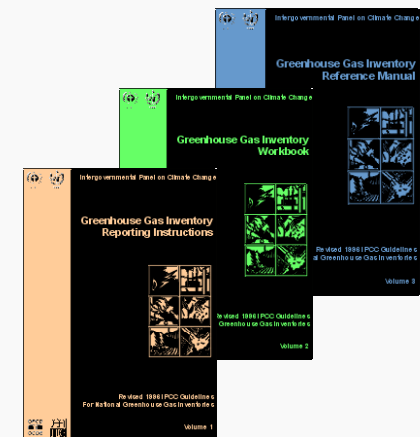 Intergovernmental Panel on Climate Change
Greenhouse Gas Inventory
Reference Manual
Revised 1996 IPCC Guidelines
al Greenhouse Gas Inventories
Volume 3
Intergovernmental Panel on Climate Change
Greenhouse Gas Inventory
Workbook
Revised 1996 IPCC Guidelines
Greenhouse Gas Inventories
Volume 2
Intergovernmental Panel on Climate Change
Greenhouse Gas Inventory
Reporting Instructions
Revised 1996 IPCC Guidelines
For National Greenhouse Gas Inventories
Volume 1